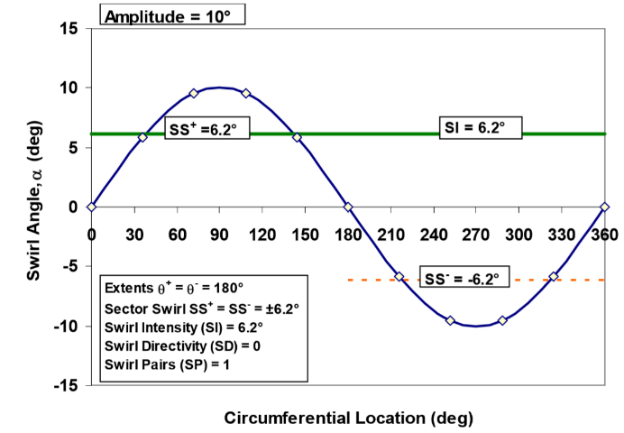 Amplitude = 10°
15
10
5
0
-5
-10
-15
Swirl Angle, α (deg)
SS⁺ =6.2°
SI = 6.2°
0 30 60 90 120 150 180 210 240 270 300 330 360
SS⁻ = -6.2°
Extents θ⁺ = θ⁻ = 180°
Sector Swirl SS⁺ = SS⁻ = ±6.2°
Swirl Intensity (SI) = 6.2°
Swirl Directivity (SD) = 0
Swirl Pairs (SP) = 1
Circumferential Location (deg)